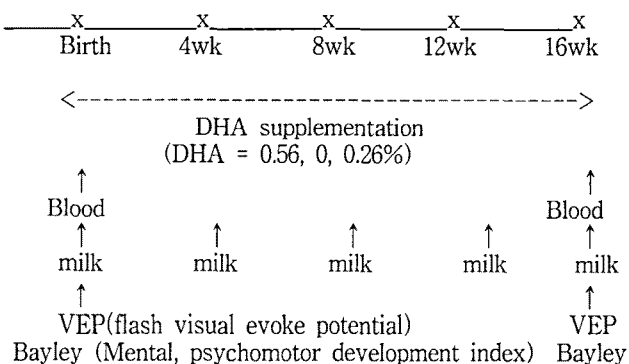 x x x x x
Birth 4wk 8wk 12wk 16wk
DHA supplementation
(DHA = 0.56, 0, 0.26%)
Blood Blood
milk milk milk milk milk
VEP(flash visual evoke potential) VEP
Bayley (Mental, psychomotor development index) Bayley